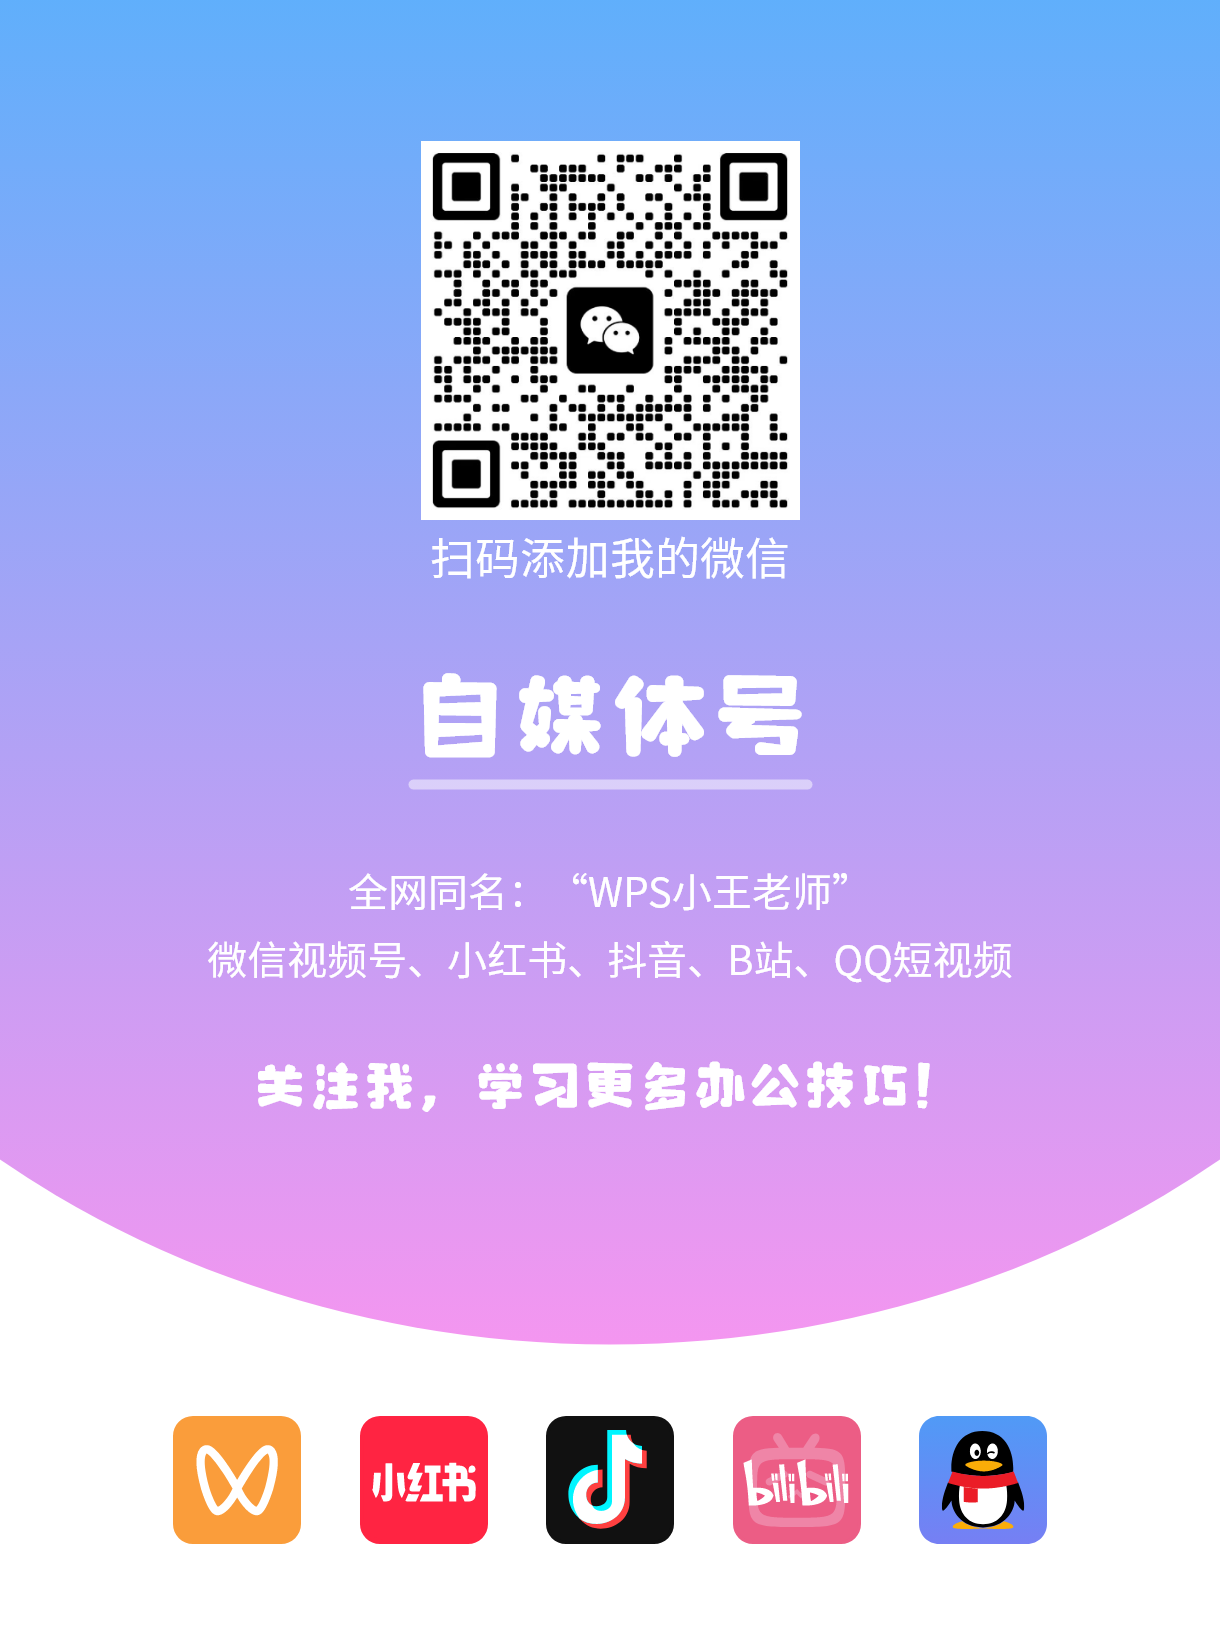 扫码添加我的微信
自媒体号
全网同名：“WPS小王老师”
微信视频号、小红书、抖音、B站、QQ短视频
关注我，学习更多办公技巧！
小红书
bilibili